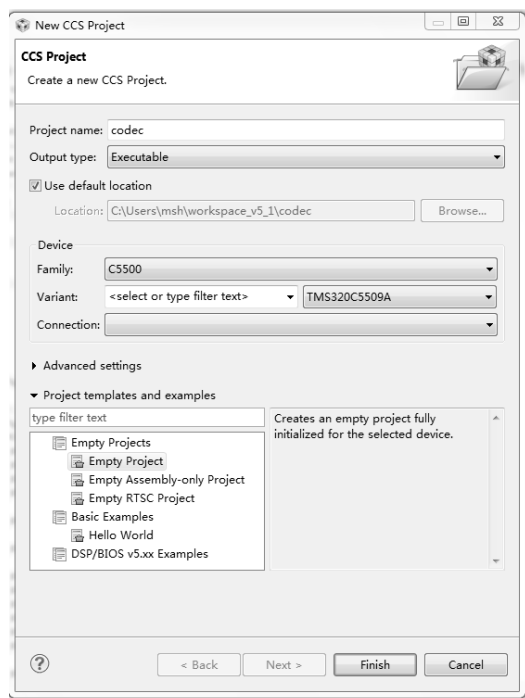 New CCS Project
CCS Project
Create a new CCS Project.
Project name: codec
Output type: Executable
Use default location
Location: C:\Users\msh\workspace_v5_1\codec Browse...
Device
Family: C5500
Variant: <select or type filter text> TMS320C5509A
Connection:
Advanced settings
Project templates and examples
type filter text
Creates an empty project fully
initialized for the selected device.
Empty Projects
Empty Project
Empty Assembly-only Project
Empty RTSC Project
Basic Examples
Hello World
DSP/BIOS v5.xx Examples
? < Back Next > Finish Cancel